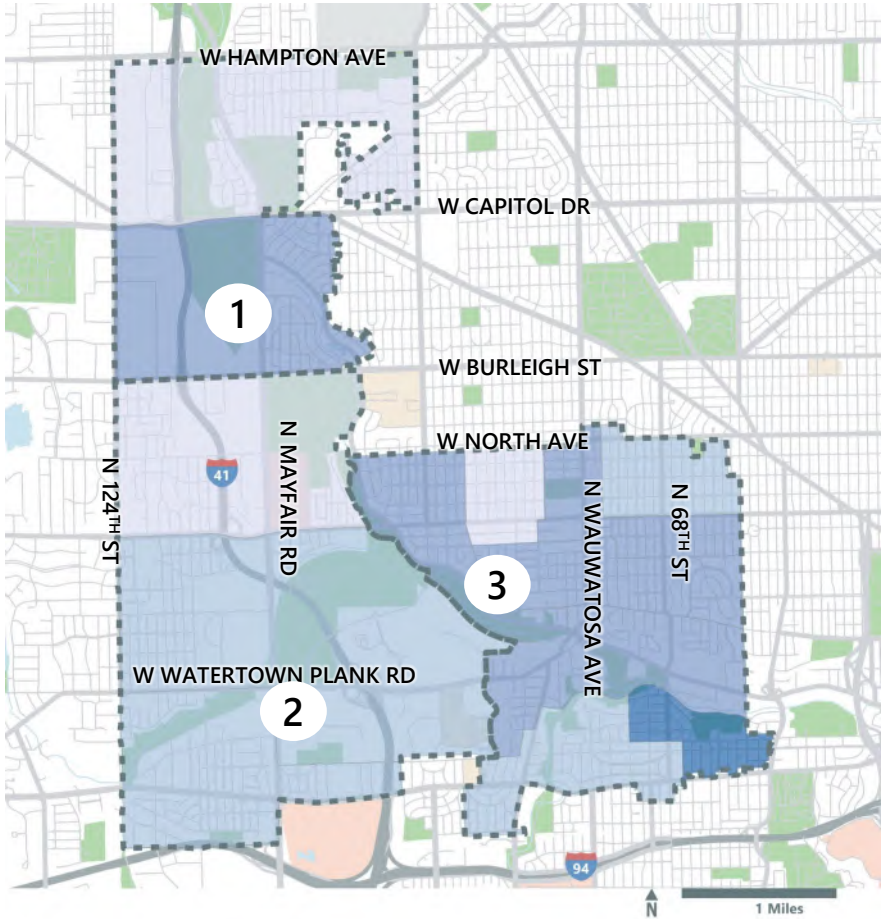 W HAMPTON AVE
W CAPITOL DR
1
W BURLEIGH ST
W NORTH AVE
N 124TH ST
41
N MAYFAIR RD
N WAUWATOSA AVE
N 68TH ST
3
W WATERTOWN PLANK RD
2
94
N
1 Miles